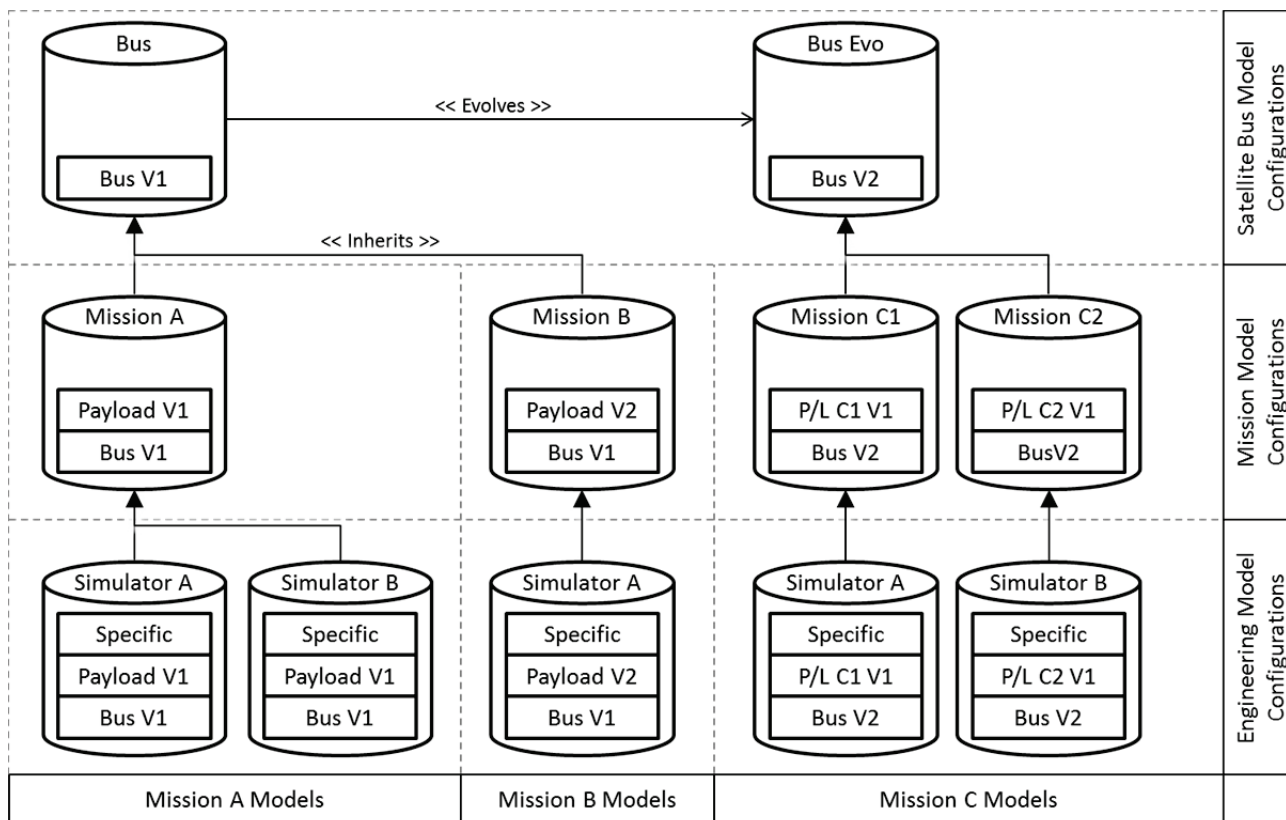 Bus
Bus Evo
<< Evolves >>
Bus V1
Bus V2
Satellite Bus Model
Configurations
<< Inherits >>
Mission A
Mission B
Mission C1
Mission C2
Payload V1
Payload V2
P/L C1 V1
P/L C2 V1
Bus V1
Bus V1
Bus V2
BusV2
Mission Model
Configurations
Simulator A
Simulator B
Simulator A
Simulator A
Simulator B
Specific
Specific
Specific
Specific
Specific
Payload V1
Payload V1
Payload V2
P/L C1 V1
P/L C2 V1
Bus V1
Bus V1
Bus V1
Bus V2
Bus V2
Engineering Model
Configurations
Mission A Models
Mission B Models
Mission C Models